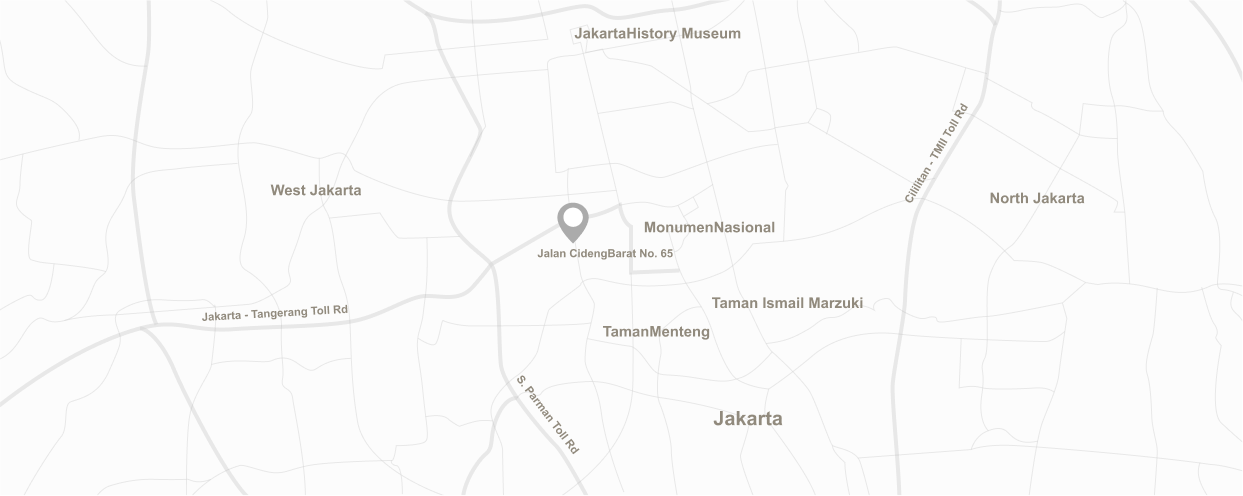 JakartaHistory Museum
Cililitan - TMII Toll Rd
West Jakarta
North Jakarta
MonumenNasional
Jalan CidengBarat No. 65
Taman Ismail Marzuki
Jakarta - Tangerang Toll Rd
TamanMenteng
S. Parman Toll Rd
Jakarta